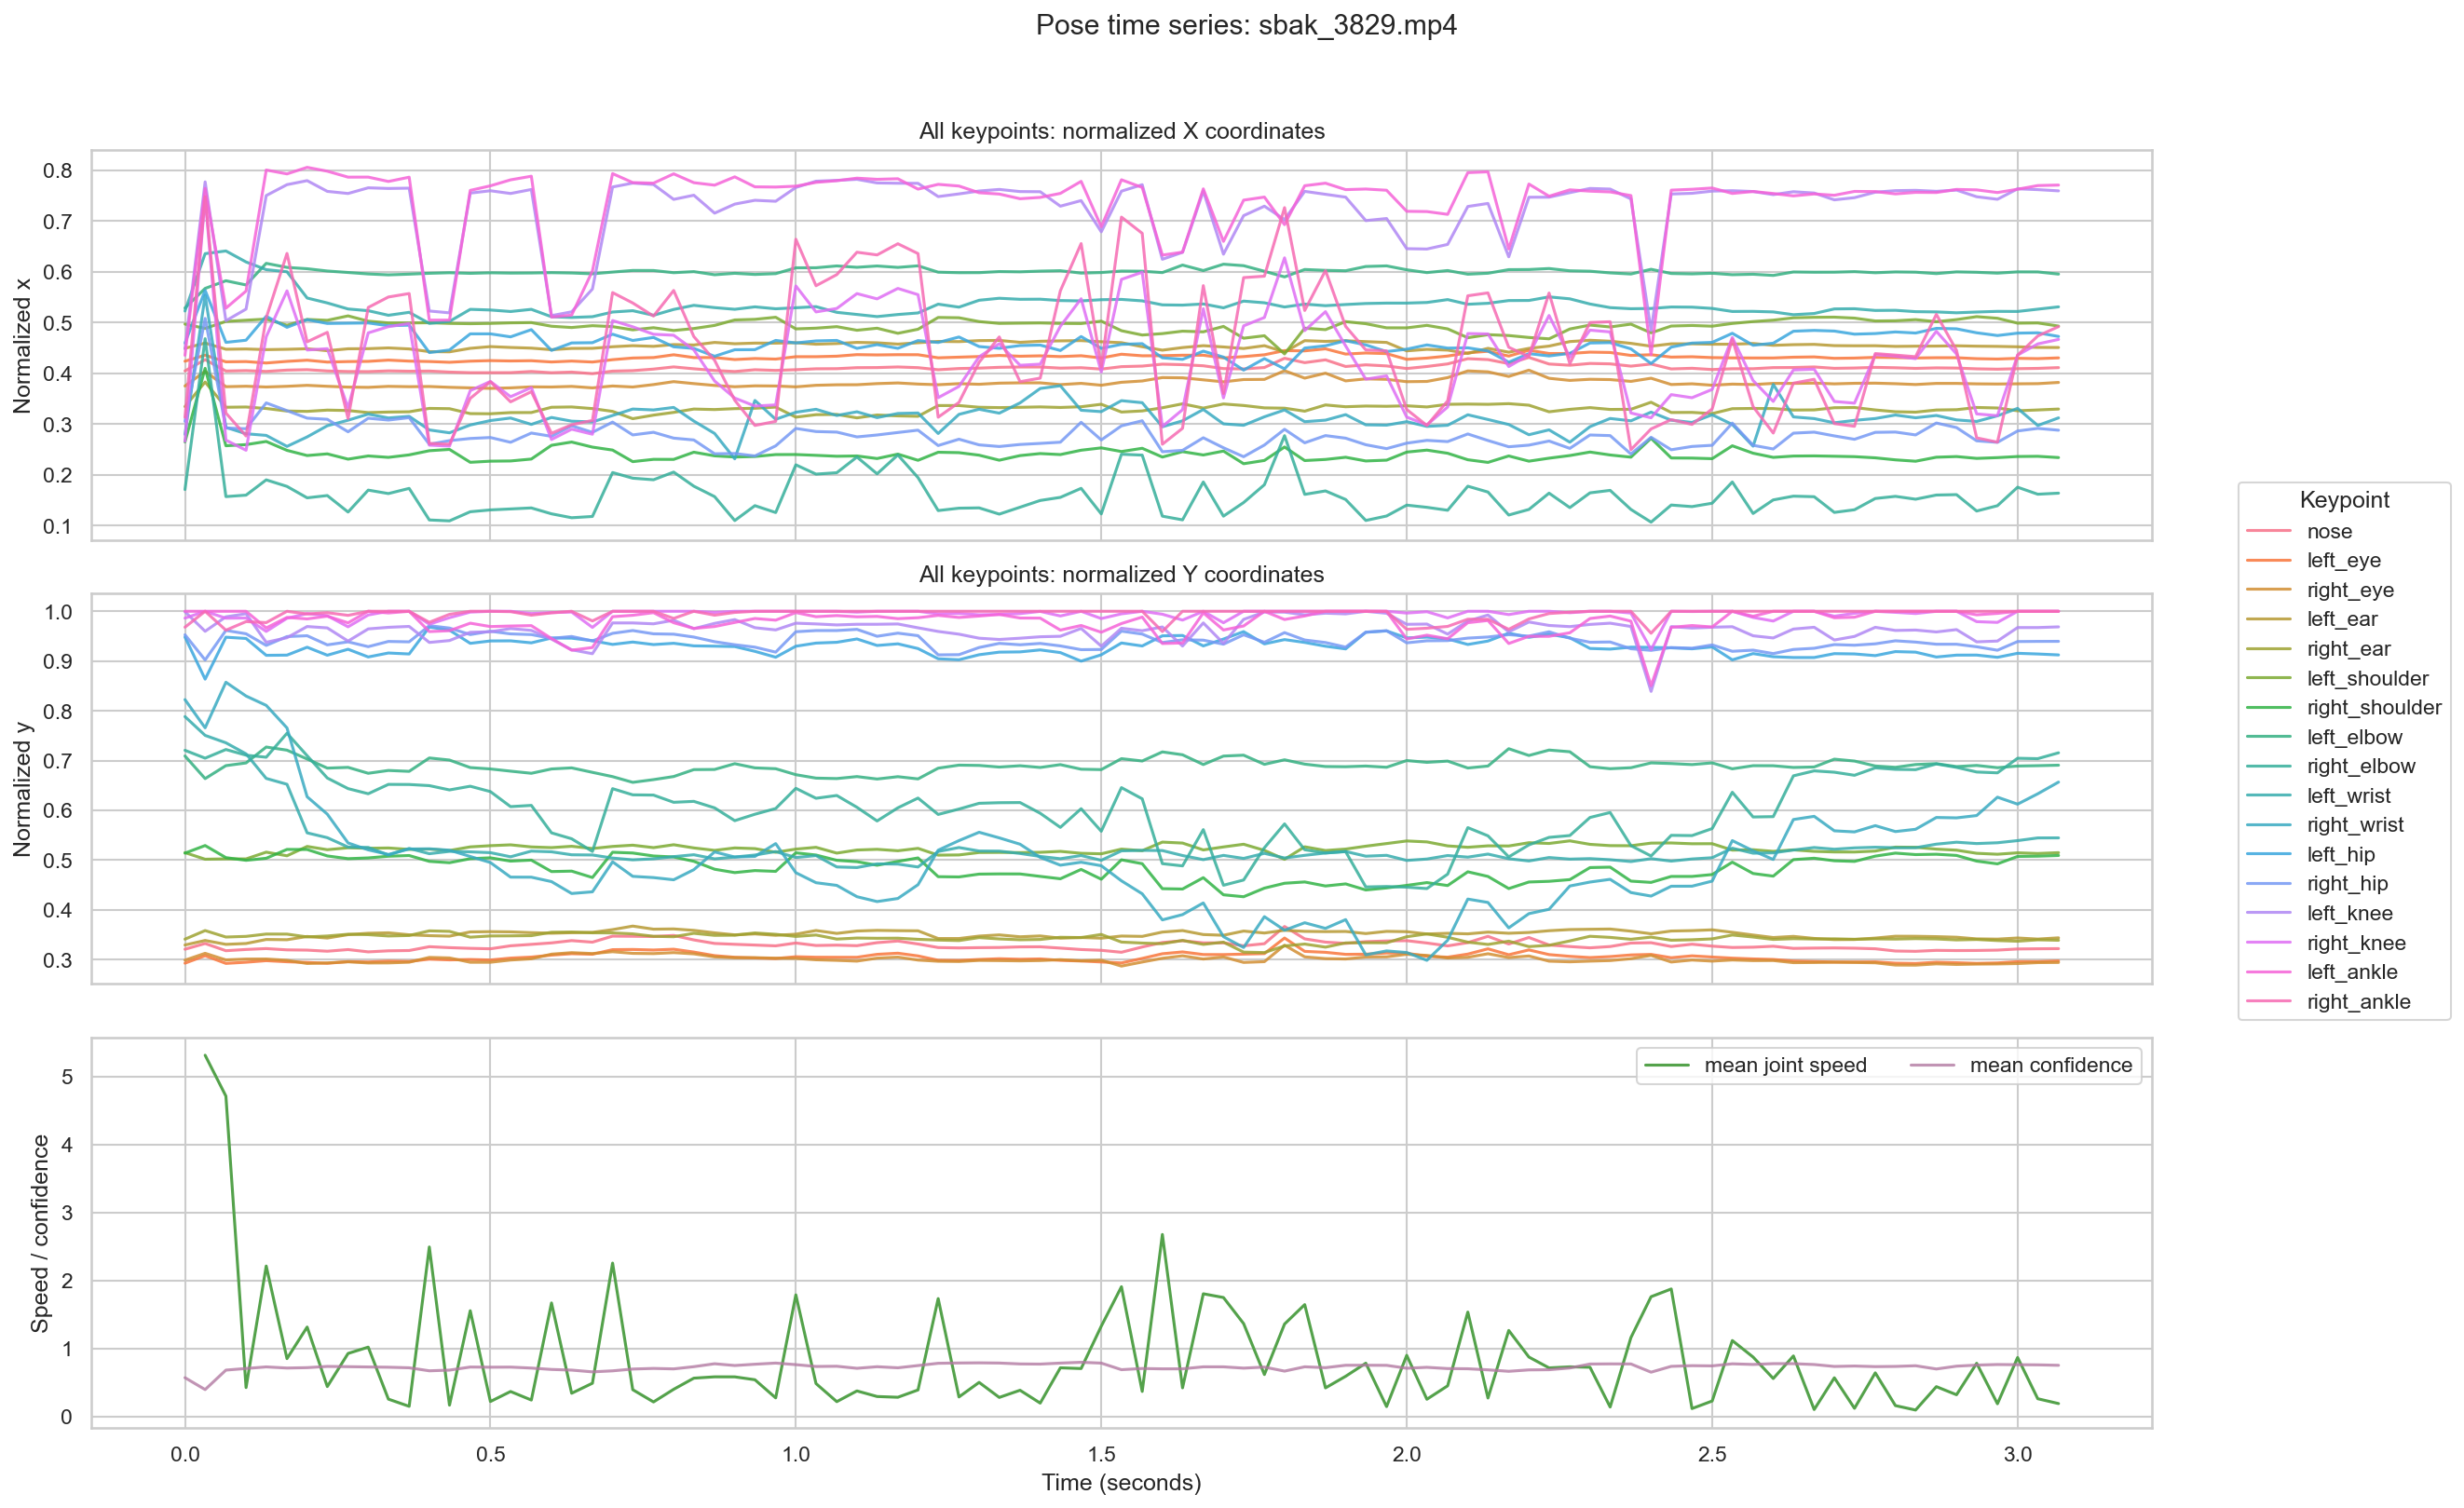 Pose time series: sbak_3829.mp4
All keypoints: normalized X coordinates
Normalized x
0.8
0.7
0.6
0.5
0.4
0.3
0.2
0.1
All keypoints: normalized Y coordinates
Normalized y
1.0
0.9
0.8
0.7
0.6
0.5
0.4
0.3
Keypoint
nose
left_eye
right_eye
left_ear
right_ear
left_shoulder
right_shoulder
left_elbow
right_elbow
left_wrist
right_wrist
left_hip
right_hip
left_knee
right_knee
left_ankle
right_ankle
mean joint speed mean confidence
Speed / confidence
5
4
3
2
1
0
0.0 0.5 1.0 1.5 2.0 2.5 3.0
Time (seconds)